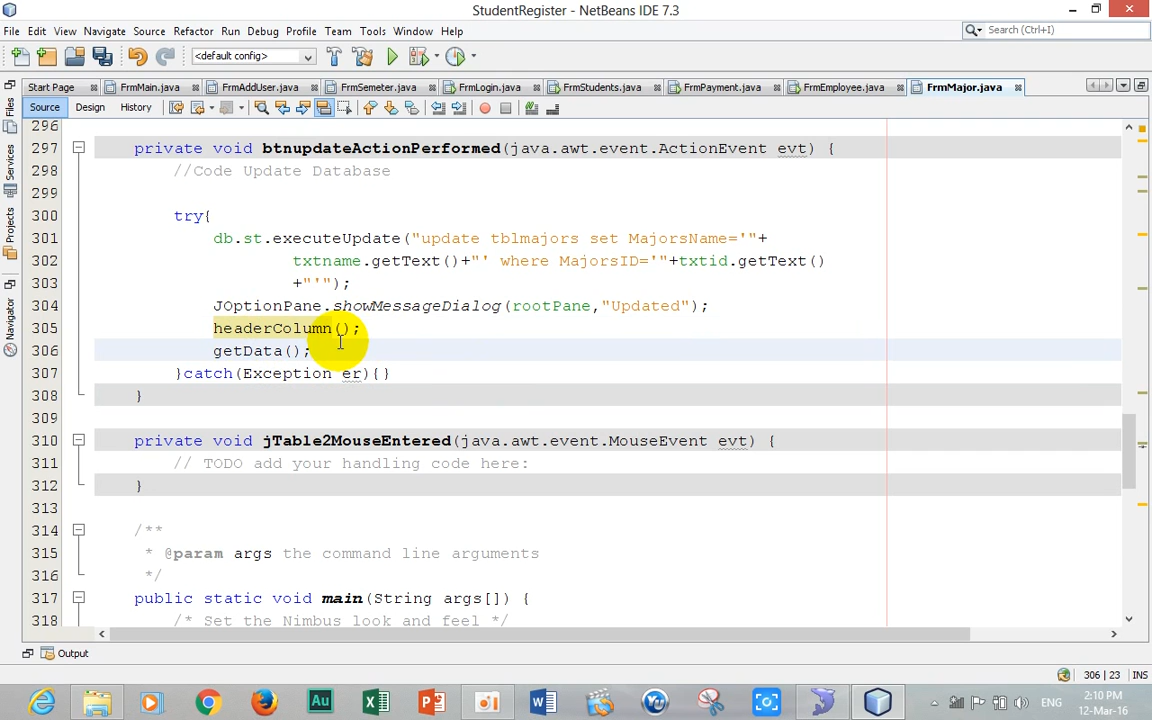 StudentRegister - NetBeans IDE 7.3
File Edit View Navigate Source Refactor Run Debug Profile Team Tools Window Help
Search (Ctrl+I)
<default config>
Start Page FrmMain.java FrmAddUser.java FrmSemeter.java FrmLogin.java FrmStudents.java FrmPayment.java FrmEmployee.java FrmMajor.java
Source Design History
Files
Services
Projects
Navigator
296
297 private void btnupdateActionPerformed(java.awt.event.ActionEvent evt) {
298 //Code Update Database
299
300 try{
301 db.st.executeUpdate("update tblmajors set MajorsName='"+
302 txtname.getText()+"' where MajorsID='"+txtid.getText()
303 +"'");
304 JOptionPane.showMessageDialog(rootPane,"Updated");
305 headerColumn();
306 getData();
307 }catch(Exception er){}
308 }
309
310 private void jTable2MouseEntered(java.awt.event.MouseEvent evt) {
311 // TODO add your handling code here:
312 }
313
314 /**
315 * @param args the command line arguments
316 */
317 public static void main(String args[]) {
318 /* Set the Nimbus look and feel */
Output
306 | 23 INS
ENG
2:10 PM
12-Mar-16